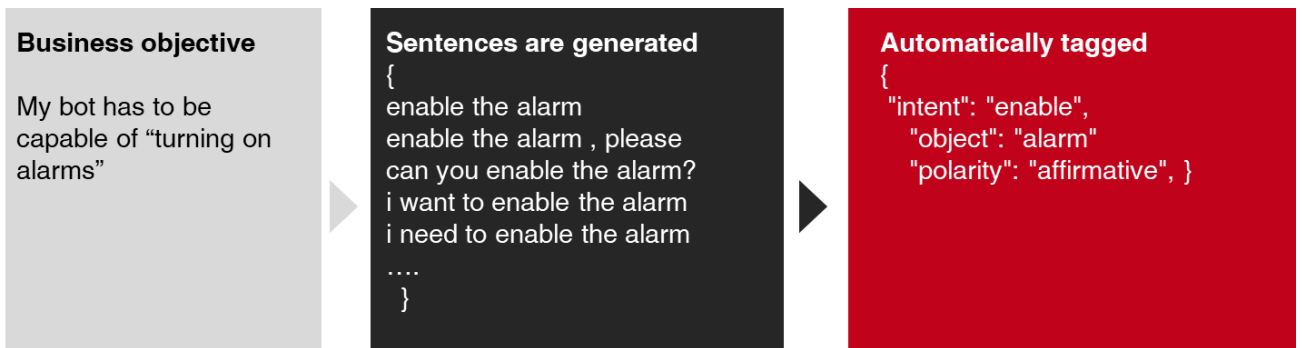 Business objective
My bot has to be
capable of “turning on
alarms”
Sentences are generated
{
enable the alarm
enable the alarm , please
can you enable the alarm?
i want to enable the alarm
i need to enable the alarm
....
}
Automatically tagged
{
"intent": "enable",
"object": "alarm"
"polarity": "affirmative", }